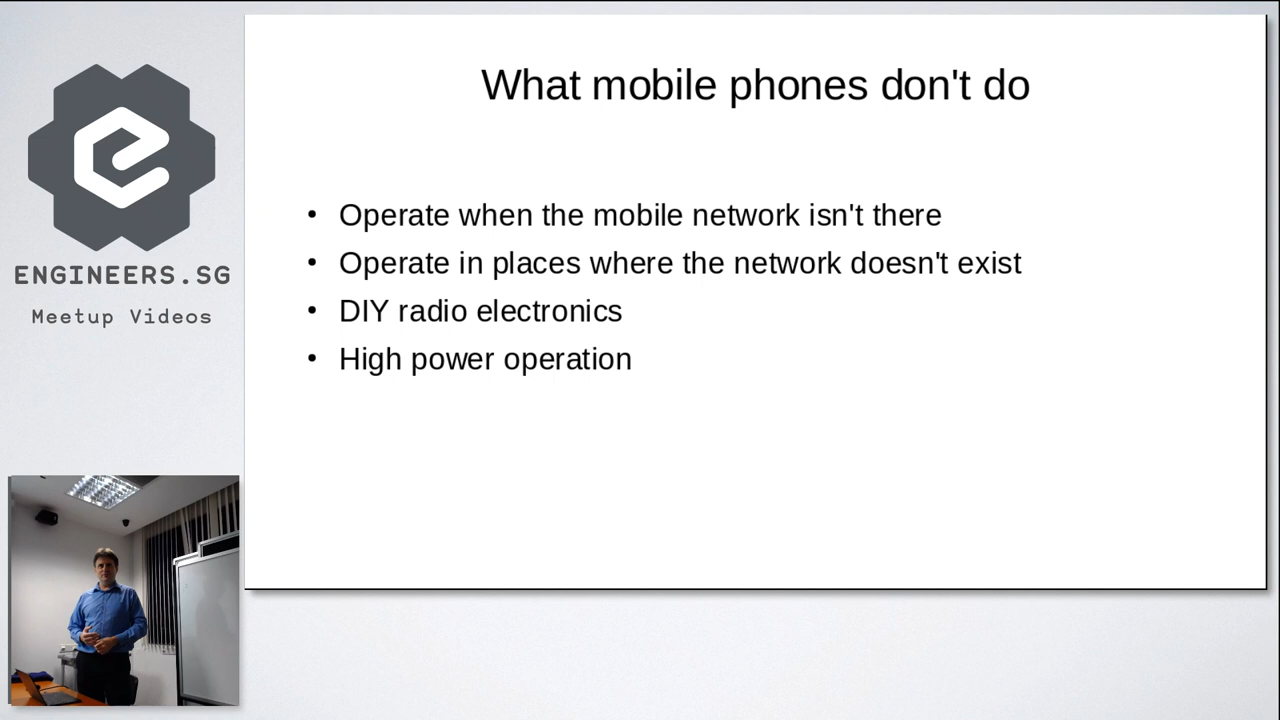 ENGINEERS.SG
Meetup Videos
What mobile phones don't do
• Operate when the mobile network isn't there
• Operate in places where the network doesn't exist
• DIY radio electronics
• High power operation